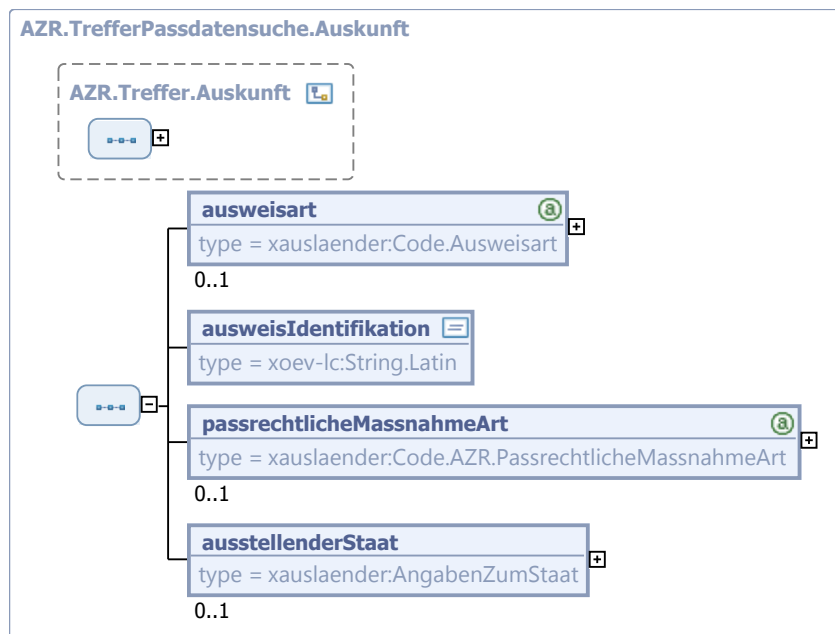 AZR.TrefferPassdatensuche.Auskunft
AZR.Treffer.Auskunft
ausweisart
type = xauslaender:Code.Ausweisart
0..1
ausweisIdentifikation
type = xoev-lc:String.Latin
passrechtlicheMassnahmeArt
type = xauslaender:Code.AZR.PassrechtlicheMassnahmeArt
0..1
ausstellenderStaat
type = xauslaender:AngabenZumStaat
0..1